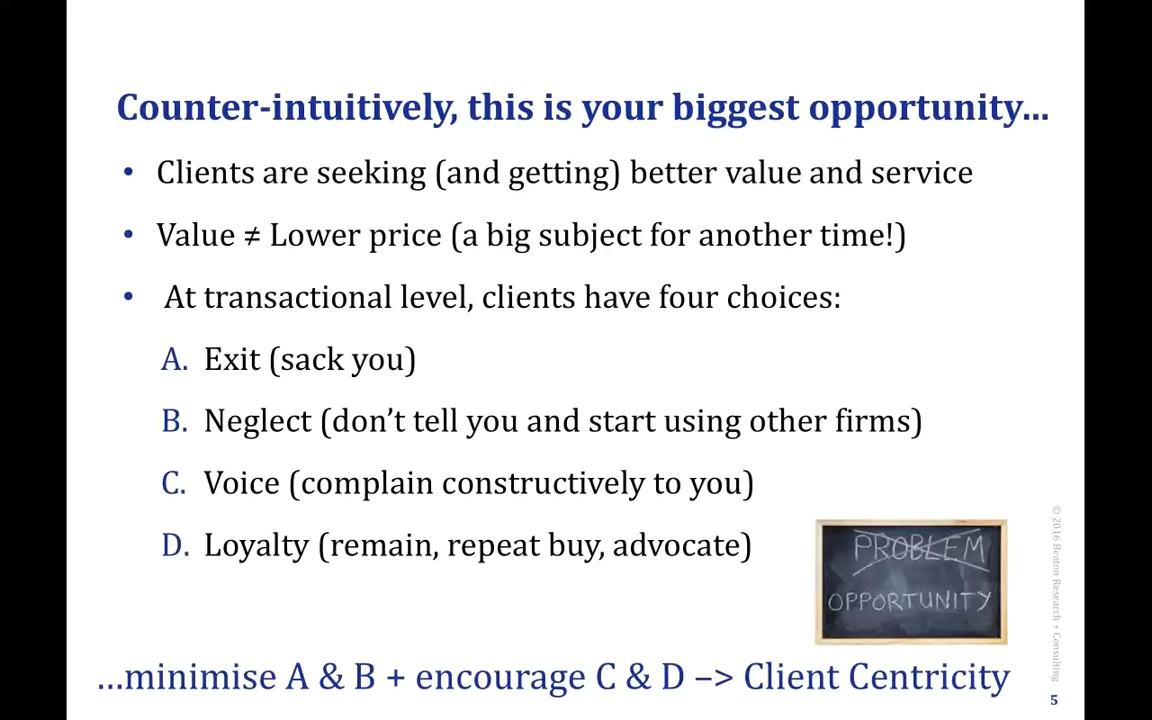 Counter-intuitively, this is your biggest opportunity...
• Clients are seeking (and getting) better value and service
• Value ≠ Lower price (a big subject for another time!)
• At transactional level, clients have four choices:
A. Exit (sack you)
B. Neglect (don’t tell you and start using other firms)
C. Voice (complain constructively to you)
D. Loyalty (remain, repeat buy, advocate)
PROBLEM
OPPORTUNITY
...minimise A & B + encourage C & D –> Client Centricity
© 2016 Beaton Research + Consulting
5